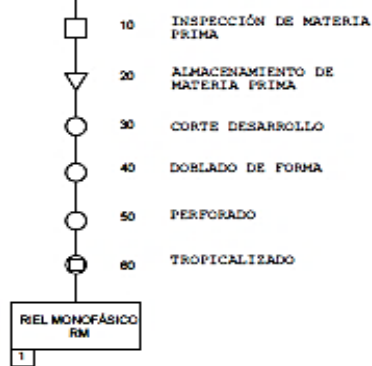 10 INSPECCIÓN DE MATERIA
PRIMA
20 ALMACENAMIENTO DE
MATERIA PRIMA
30 CORTE DESARROLLO
40 DOBLADO DE FORMA
50 PERFORADO
60 TROPICALIZADO
RIEL MONOFÁSICO
RM
1